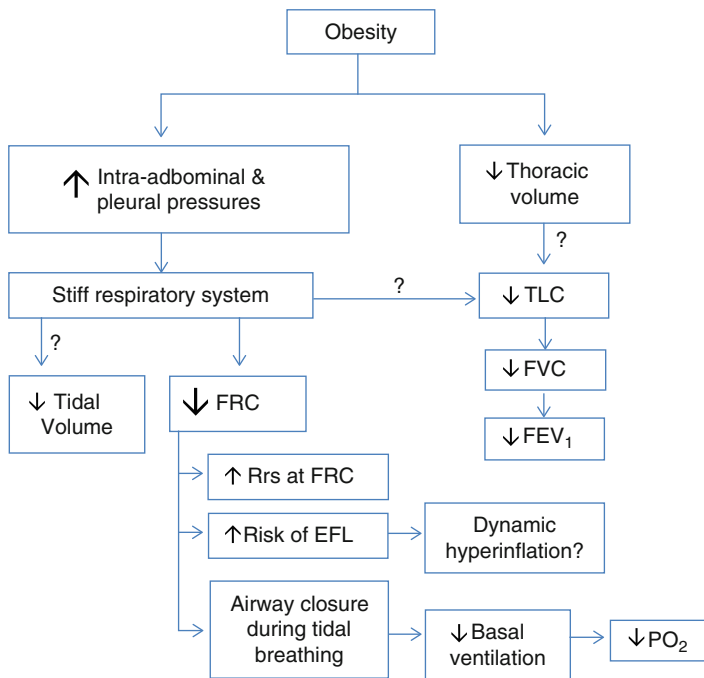 Obesity
↑ Intra-adbominal &
pleural pressures
↓ Thoracic
volume
?
Stiff respiratory system
?
↓ TLC
?
↓ Tidal
Volume
↓ FRC
↓ FVC
↓ FEV₁
↑ Rrs at FRC
↑ Risk of EFL
Dynamic
hyperinflation?
Airway closure
during tidal
breathing
↓ Basal
ventilation
↓ PO₂